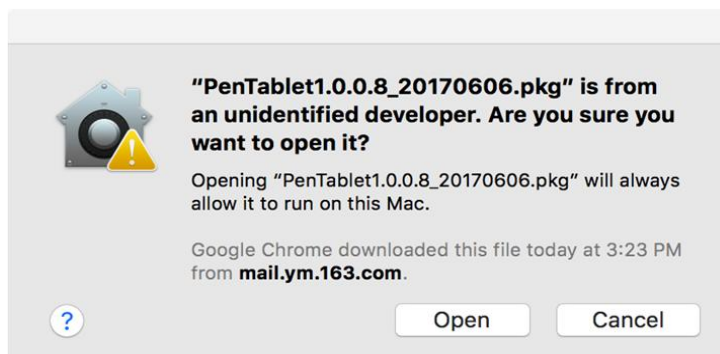 “PenTablet1.0.0.8_20170606.pkg” is from
an unidentified developer. Are you sure you
want to open it?
Opening “PenTablet1.0.0.8_20170606.pkg” will always
allow it to run on this Mac.
Google Chrome downloaded this file today at 3:23 PM
from mail.ym.163.com.
?
Open
Cancel